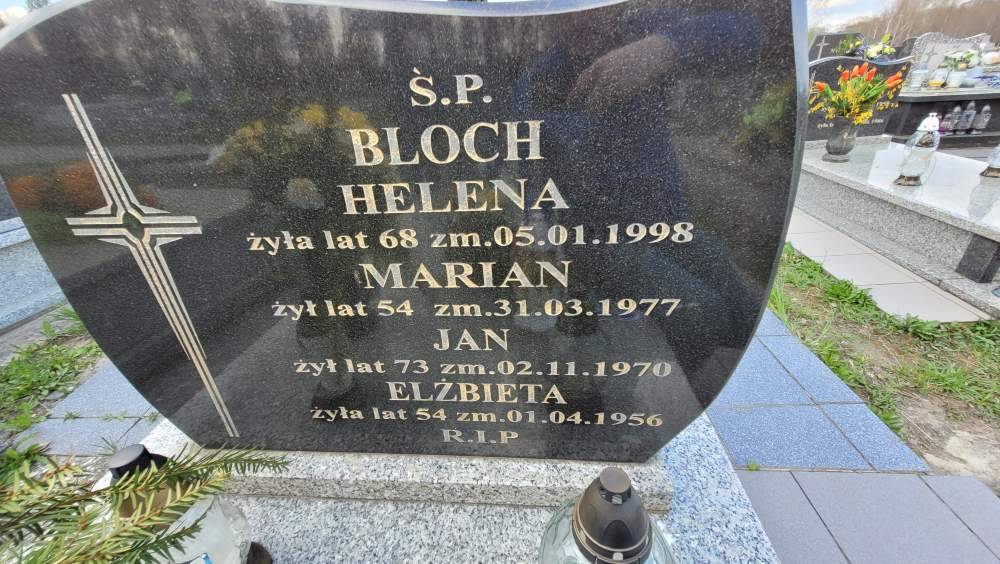 Ś.P.
BLOCH
HELENA
żyła lat 68 zm.05.01.1998
MARIAN
żył lat 54 zm.31.03.1977
JAN
żył lat 73 zm.02.11.1970
ELŻBIETA
żyła lat 54 zm.01.04.1956
R.I.P